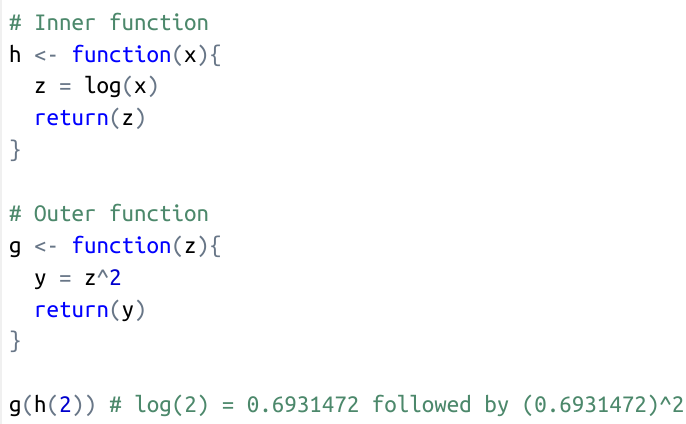 # Inner function
h <- function(x){
  z = log(x)
  return(z)
}

# Outer function
g <- function(z){
  y = z^2
  return(y)
}

g(h(2)) # log(2) = 0.6931472 followed by (0.6931472)^2